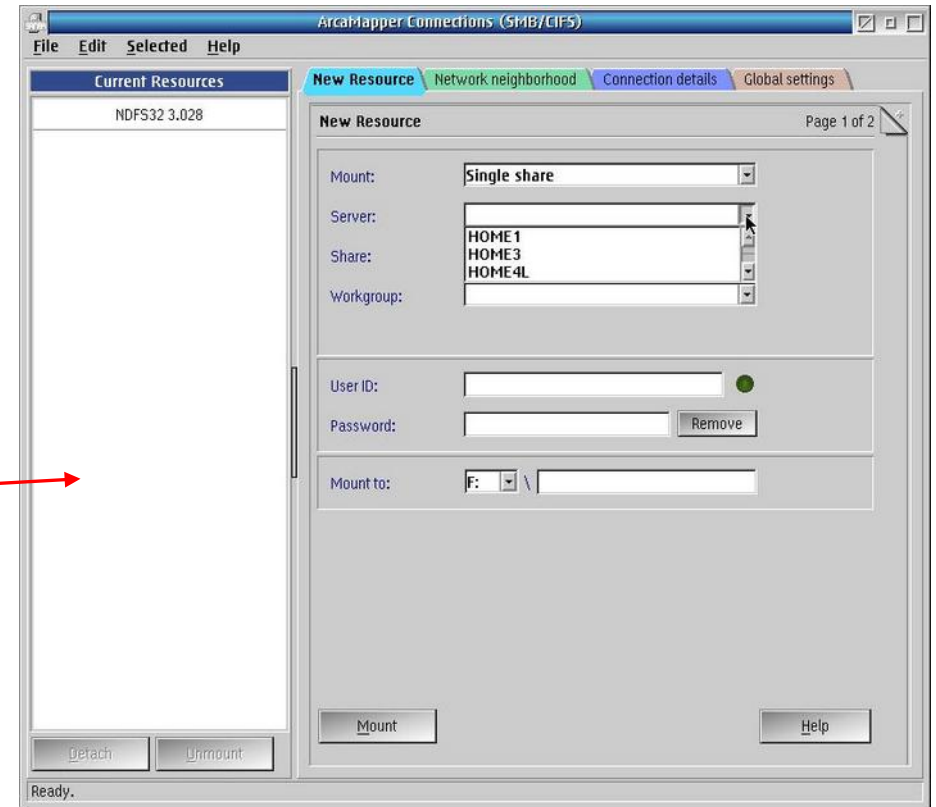 ArcaMapper Connections (SMB/CIFS)
File Edit Selected Help
Current Resources
NDFS32 3.028
New Resource Network neighborhood Connection details Global settings
New Resource Page 1 of 2
Mount: Single share
Server:
HOME1
Share: HOME3
HOME4L
Workgroup:
User ID:
Password: Remove
Mount to: F: \
Mount Help
Detach Unmount
Ready.